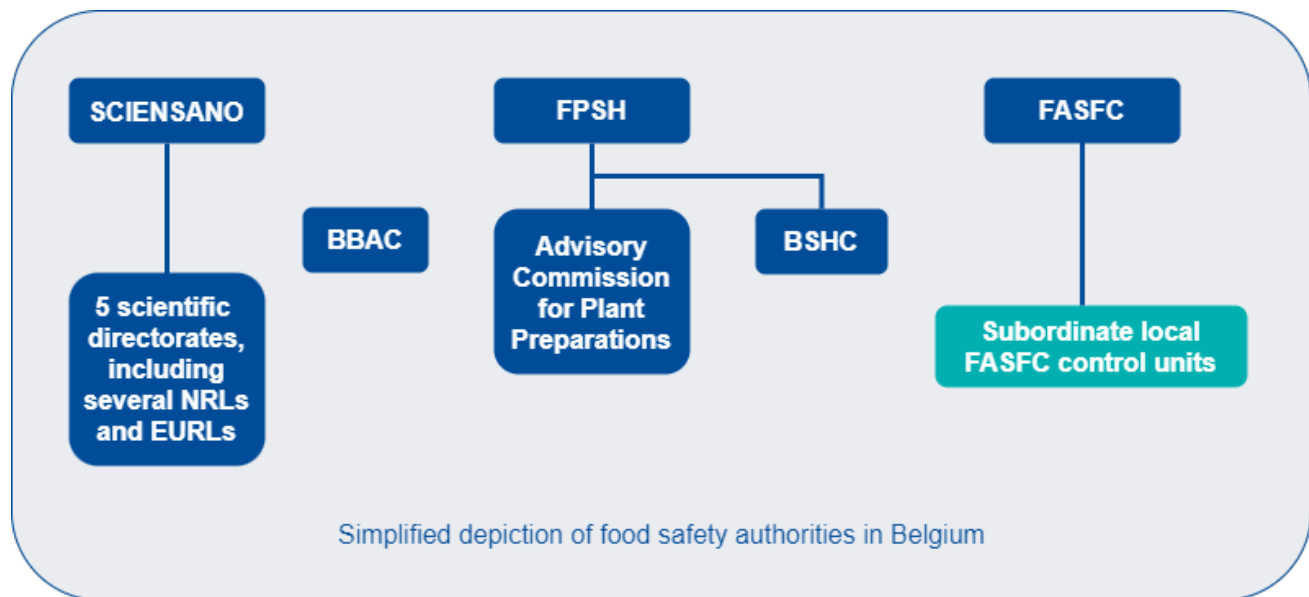 SCIENSANO
FPSH
FASFC
BBAC
Advisory
Commission
for Plant
Preparations
BSHC
5 scientific
directorates,
including
several NRLs
and EURLs
Subordinate local
FASFC control units
Simplified depiction of food safety authorities in Belgium